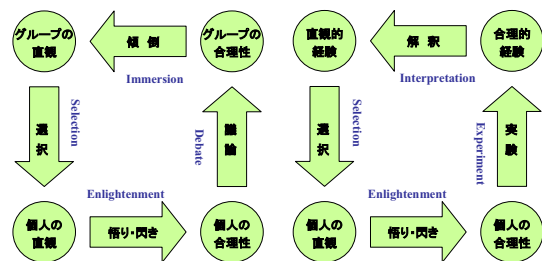 グループの
直観
傾 倒
グループの
合理性
Immersion
Selection
選
択
Debate
議
論
Enlightenment
個人の
直観
悟り・閃き
個人の
合理性
直観的
経験
解 釈
合理的
経験
Interpretation
Selection
選
択
Experiment
実
験
Enlightenment
個人の
直観
悟り・閃き
個人の
合理性